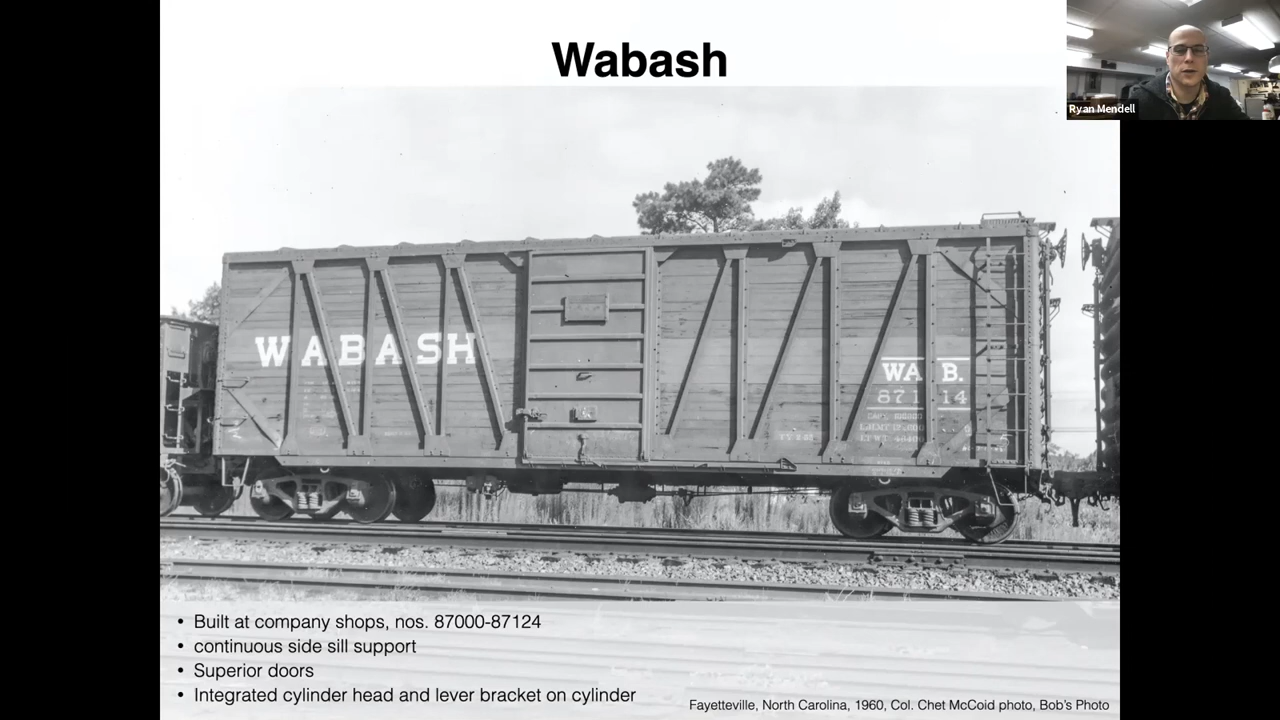 Wabash
Ryan Mendell
WABASH
WA B.
871 14
• Built at company shops, nos. 87000-87124
• continuous side sill support
• Superior doors
• Integrated cylinder head and lever bracket on cylinder
Fayetteville, North Carolina, 1960, Col. Chet McCoid photo, Bob's Photo